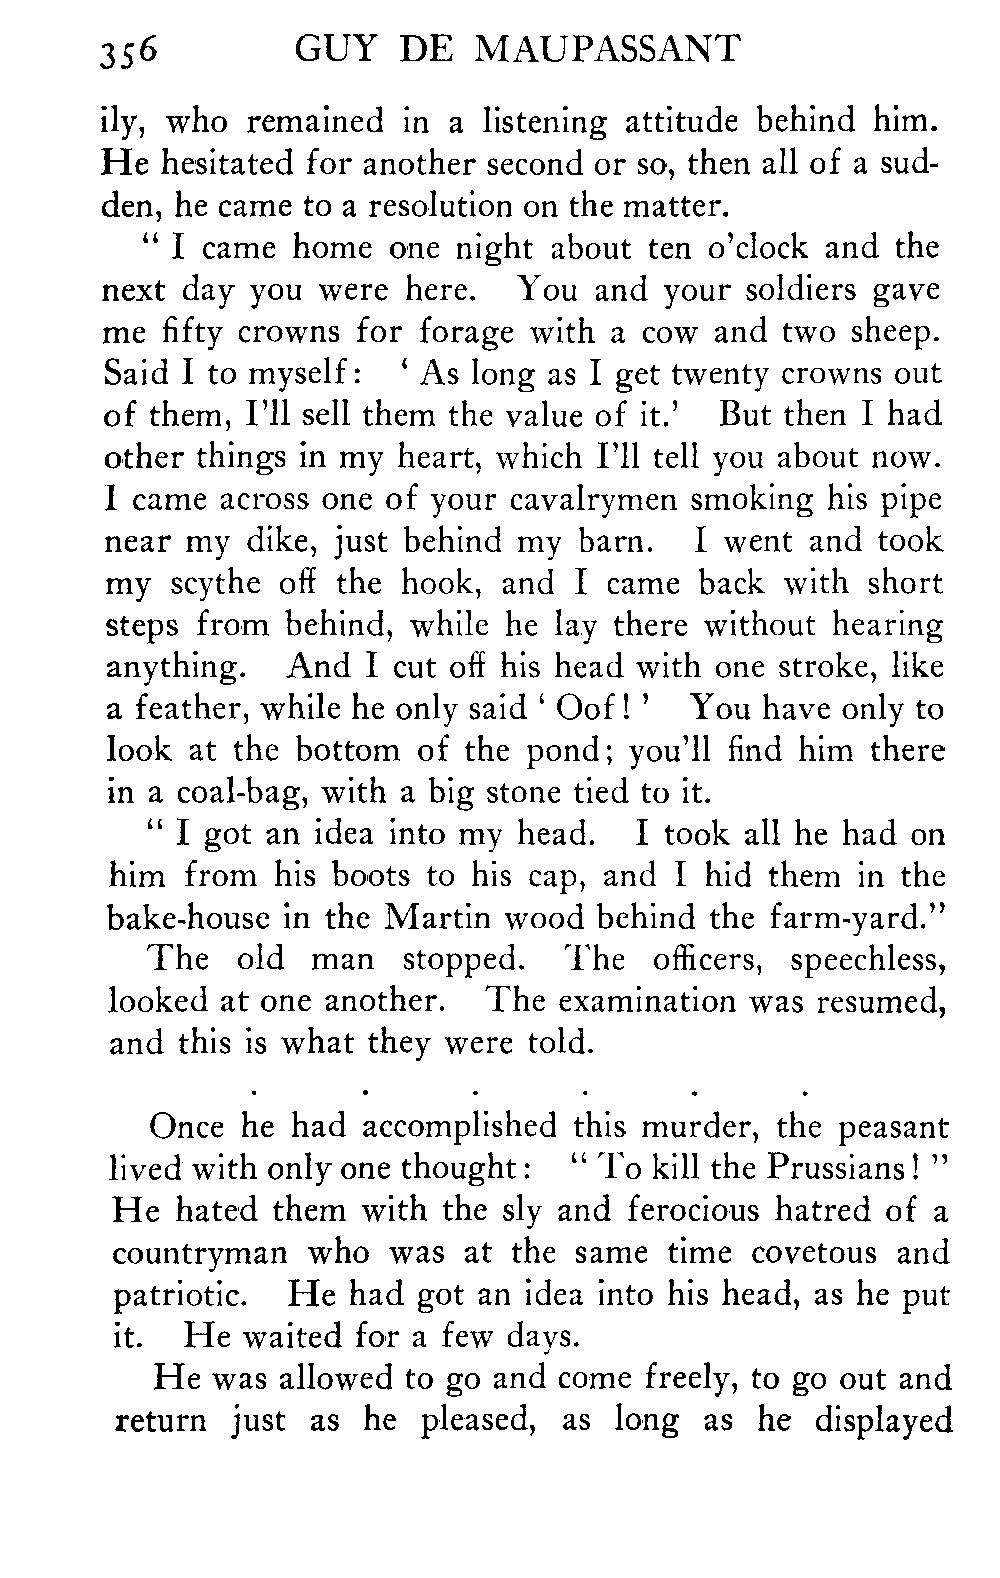 356 GUY DE MAUPASSANT
ily, who remained in a listening attitude behind him.
He hesitated for another second or so, then all of a sud-
den, he came to a resolution on the matter.
“ I came home one night about ten o’clock and the
next day you were here. You and your soldiers gave
me fifty crowns for forage with a cow and two sheep.
Said I to myself: ‘ As long as I get twenty crowns out
of them, I’ll sell them the value of it.’ But then I had
other things in my heart, which I’ll tell you about now.
I came across one of your cavalrymen smoking his pipe
near my dike, just behind my barn. I went and took
my scythe off the hook, and I came back with short
steps from behind, while he lay there without hearing
anything. And I cut off his head with one stroke, like
a feather, while he only said ‘ Oof! ’ You have only to
look at the bottom of the pond; you’ll find him there
in a coal-bag, with a big stone tied to it.
“ I got an idea into my head. I took all he had on
him from his boots to his cap, and I hid them in the
bake-house in the Martin wood behind the farm-yard.”
The old man stopped. The officers, speechless,
looked at one another. The examination was resumed,
and this is what they were told.
. . . . . .
Once he had accomplished this murder, the peasant
lived with only one thought: “ To kill the Prussians! ”
He hated them with the sly and ferocious hatred of a
countryman who was at the same time covetous and
patriotic. He had got an idea into his head, as he put
it. He waited for a few days.
He was allowed to go and come freely, to go out and
return just as he pleased, as long as he displayed